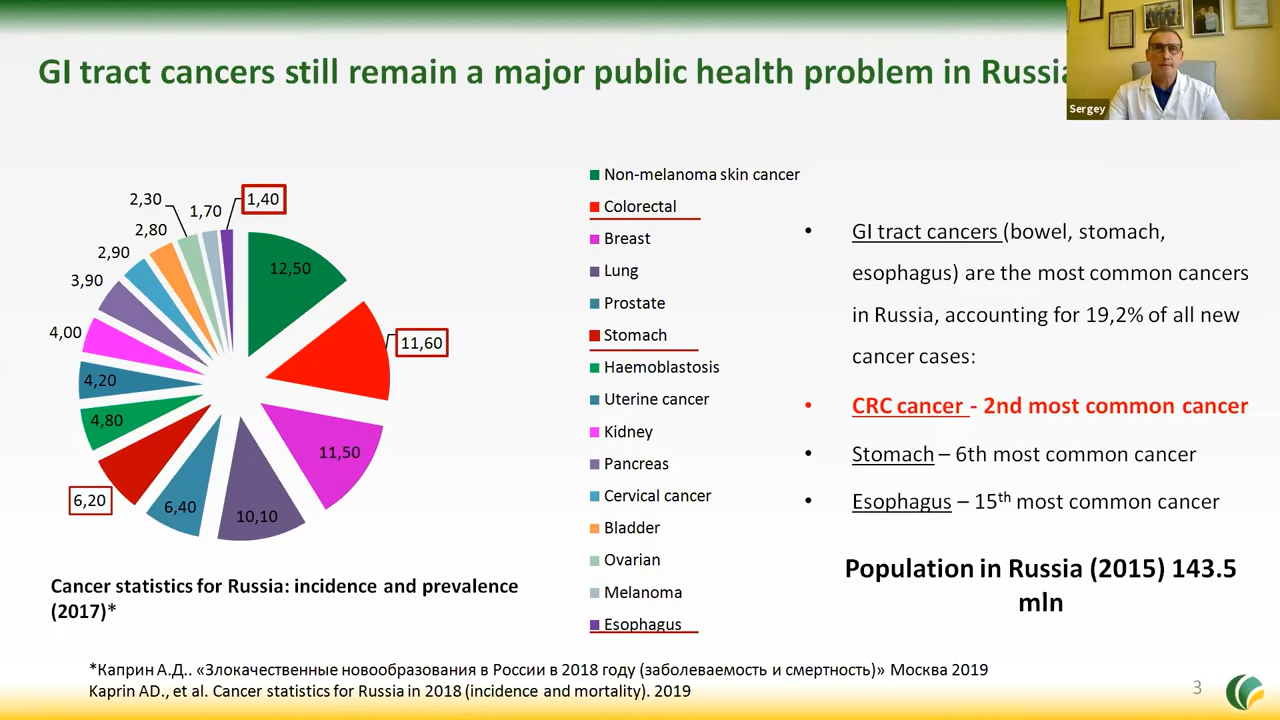 GI tract cancers still remain a major public health problem in Russia
Sergey
2,30
1,70
1,40
2,80
2,90
3,90
4,00
4,20
4,80
6,20
6,40
10,10
11,50
11,60
12,50
Cancer statistics for Russia: incidence and prevalence
(2017)*
Non-melanoma skin cancer
Colorectal
Breast
Lung
Prostate
Stomach
Haemoblastosis
Uterine cancer
Kidney
Pancreas
Cervical cancer
Bladder
Ovarian
Melanoma
Esophagus
• GI tract cancers (bowel, stomach,
esophagus) are the most common cancers
in Russia, accounting for 19,2% of all new
cancer cases:
• CRC cancer - 2nd most common cancer
• Stomach – 6th most common cancer
• Esophagus – 15th most common cancer
Population in Russia (2015) 143.5
mln
*Каприн А.Д.. «Злокачественные новообразования в России в 2018 году (заболеваемость и смертность)» Москва 2019
Kaprin AD., et al. Cancer statistics for Russia in 2018 (incidence and mortality). 2019
3